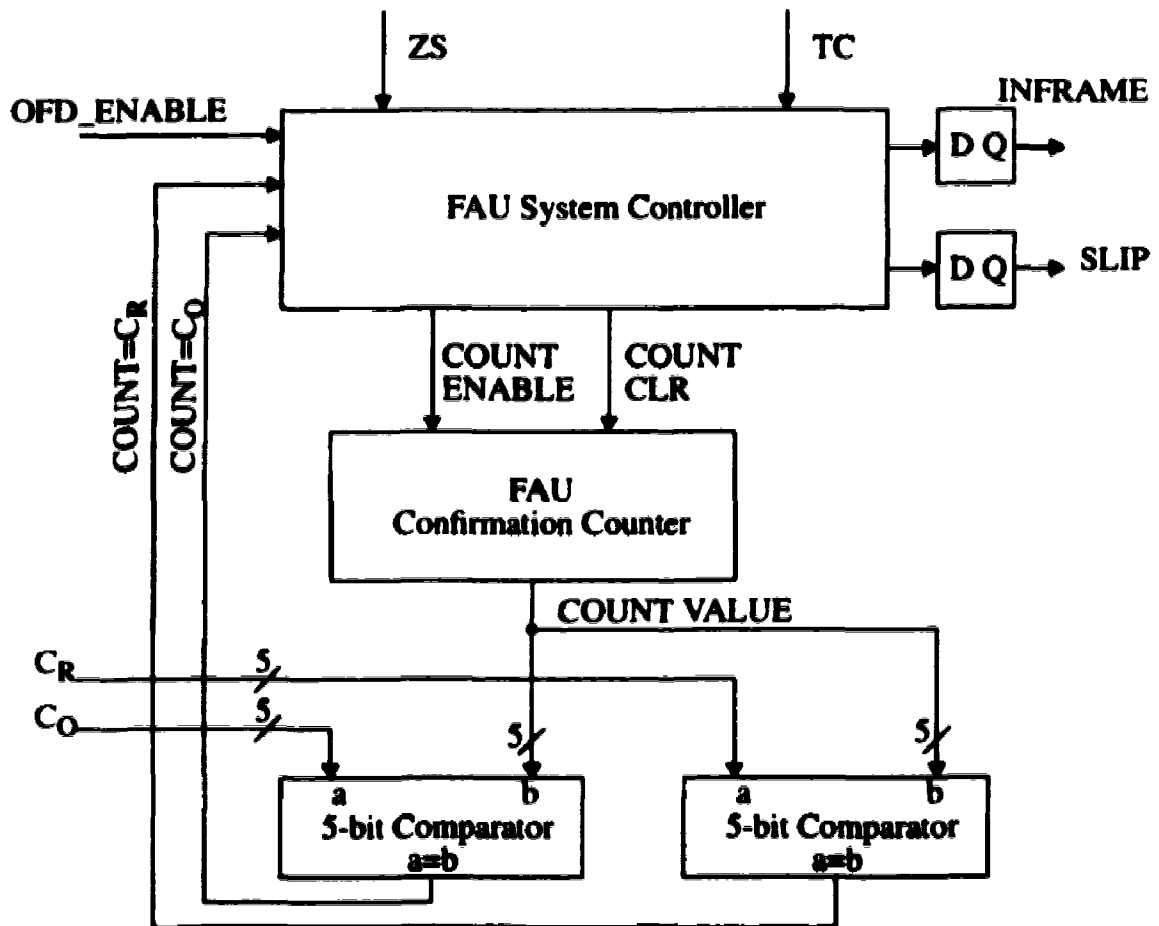 ZS
TC
INFRAME
OFD_ENABLE
D Q
FAU System Controller
D Q
SLIP
COUNT=CR
COUNT=CO
COUNT
ENABLE
COUNT
CLR
FAU
Confirmation Counter
COUNT VALUE
CR
5
CO
5
5
5
a
b
5-bit Comparator
a=b
a
b
5-bit Comparator
a=b